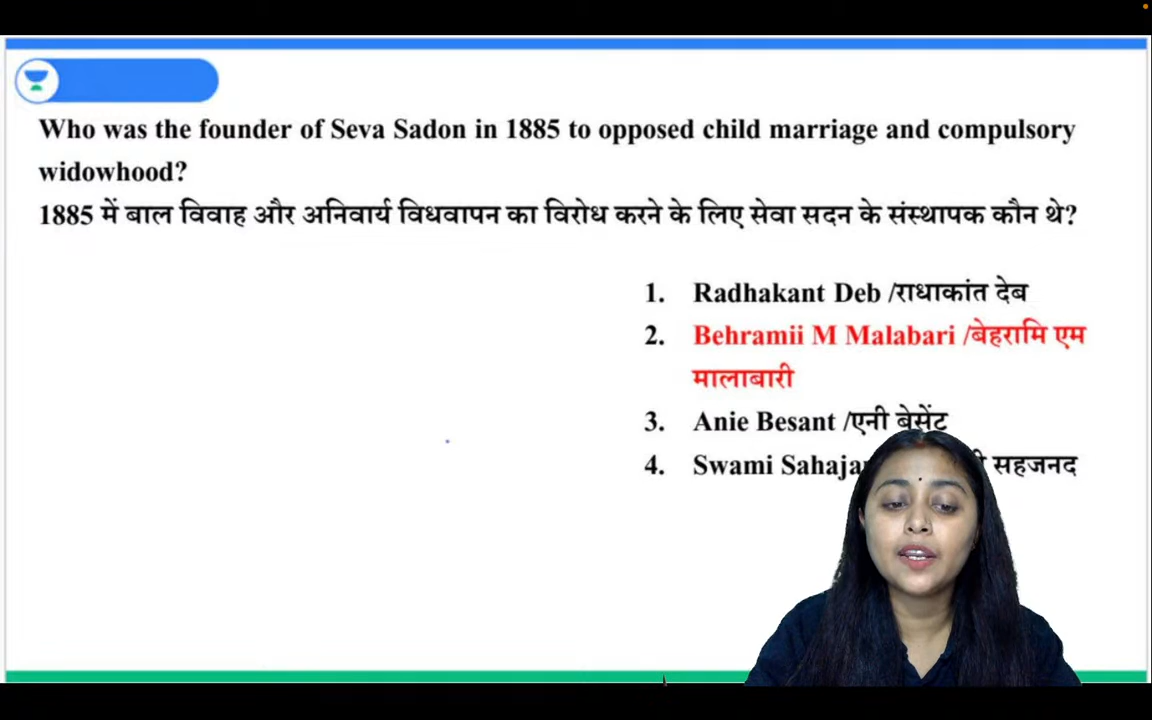 Who was the founder of Seva Sadon in 1885 to opposed child marriage and compulsory
widowhood?
1885 में बाल विवाह और अनिवार्य विधवापन का विरोध करने के लिए सेवा सदन के संस्थापक कौन थे?
1. Radhakant Deb /राधाकांत देब
2. Behramii M Malabari /बेहरामि एम
मालाबारी
3. Anie Besant /एनी बेसेंट
4. Swami सहजनद